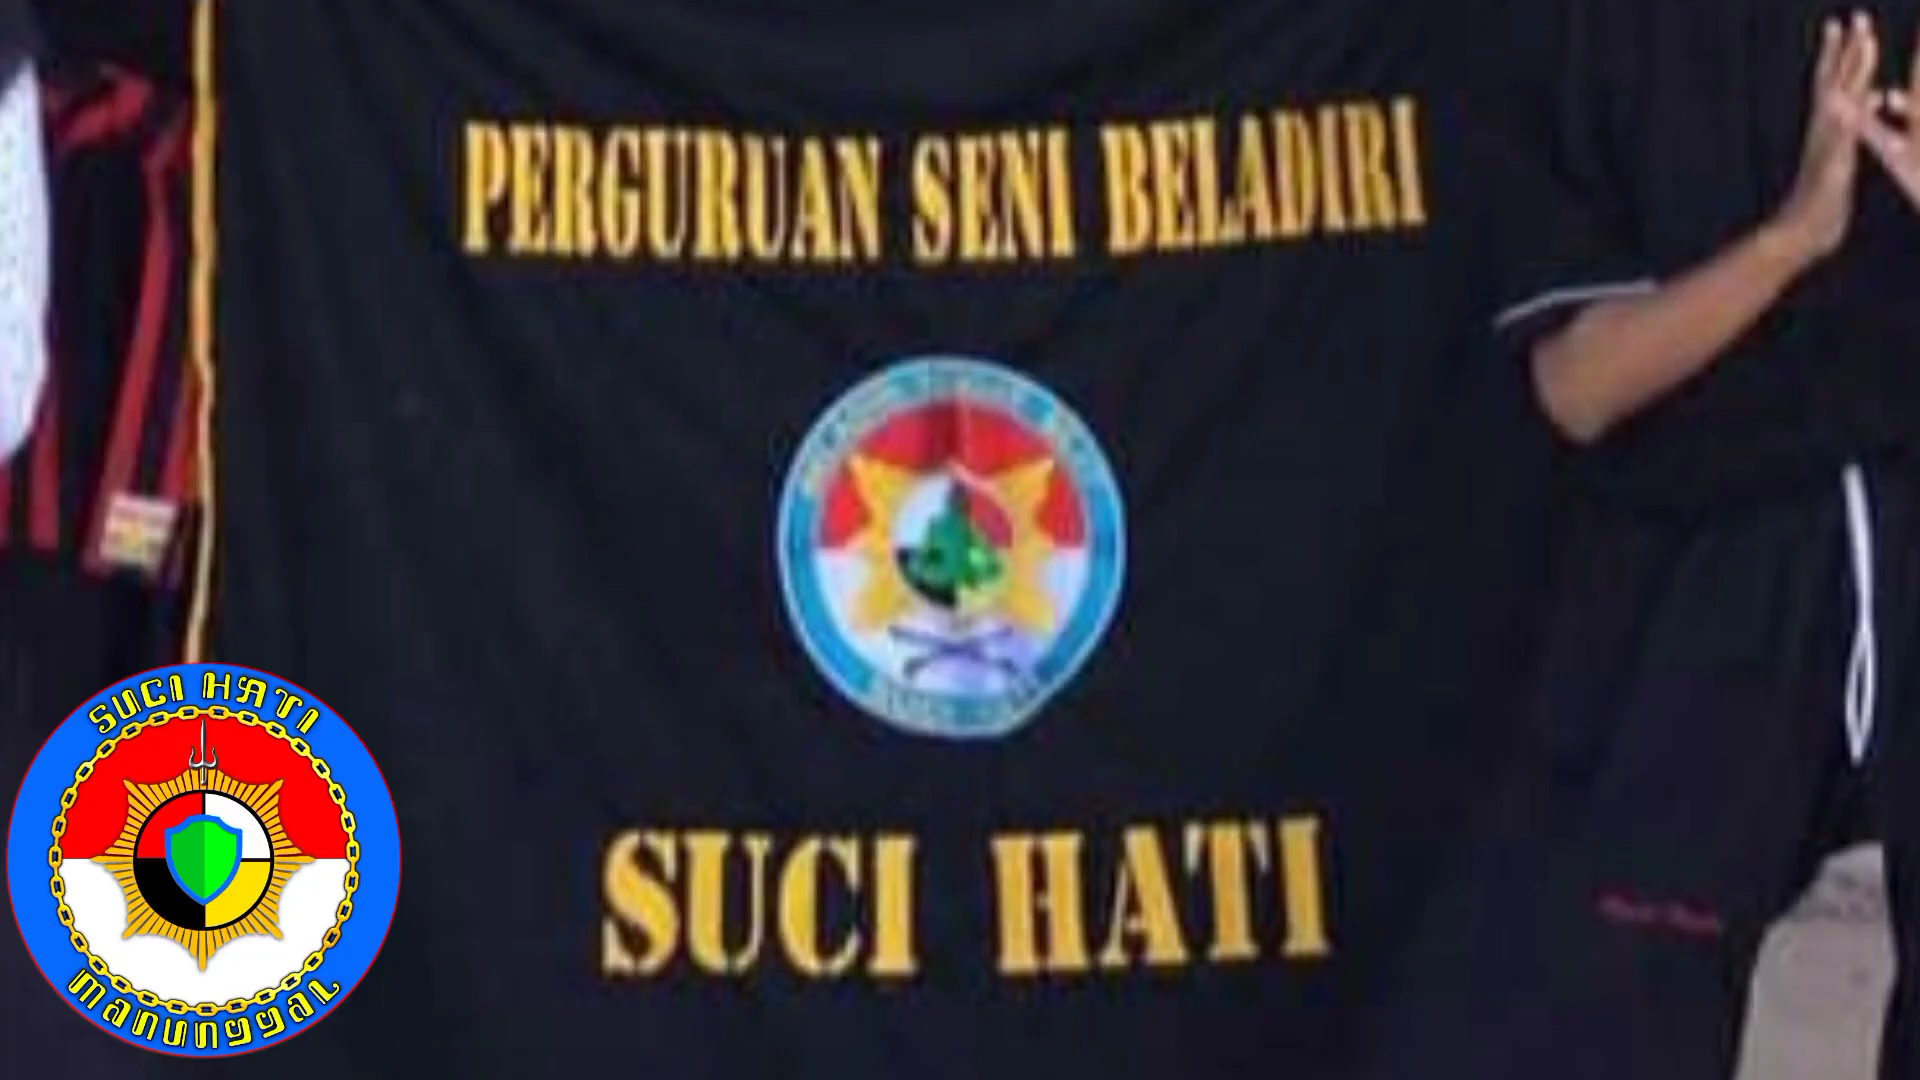 PERGURUAN SENI BELADIRI
SUCI HATI
SUCI HATI
MANUNGGAL